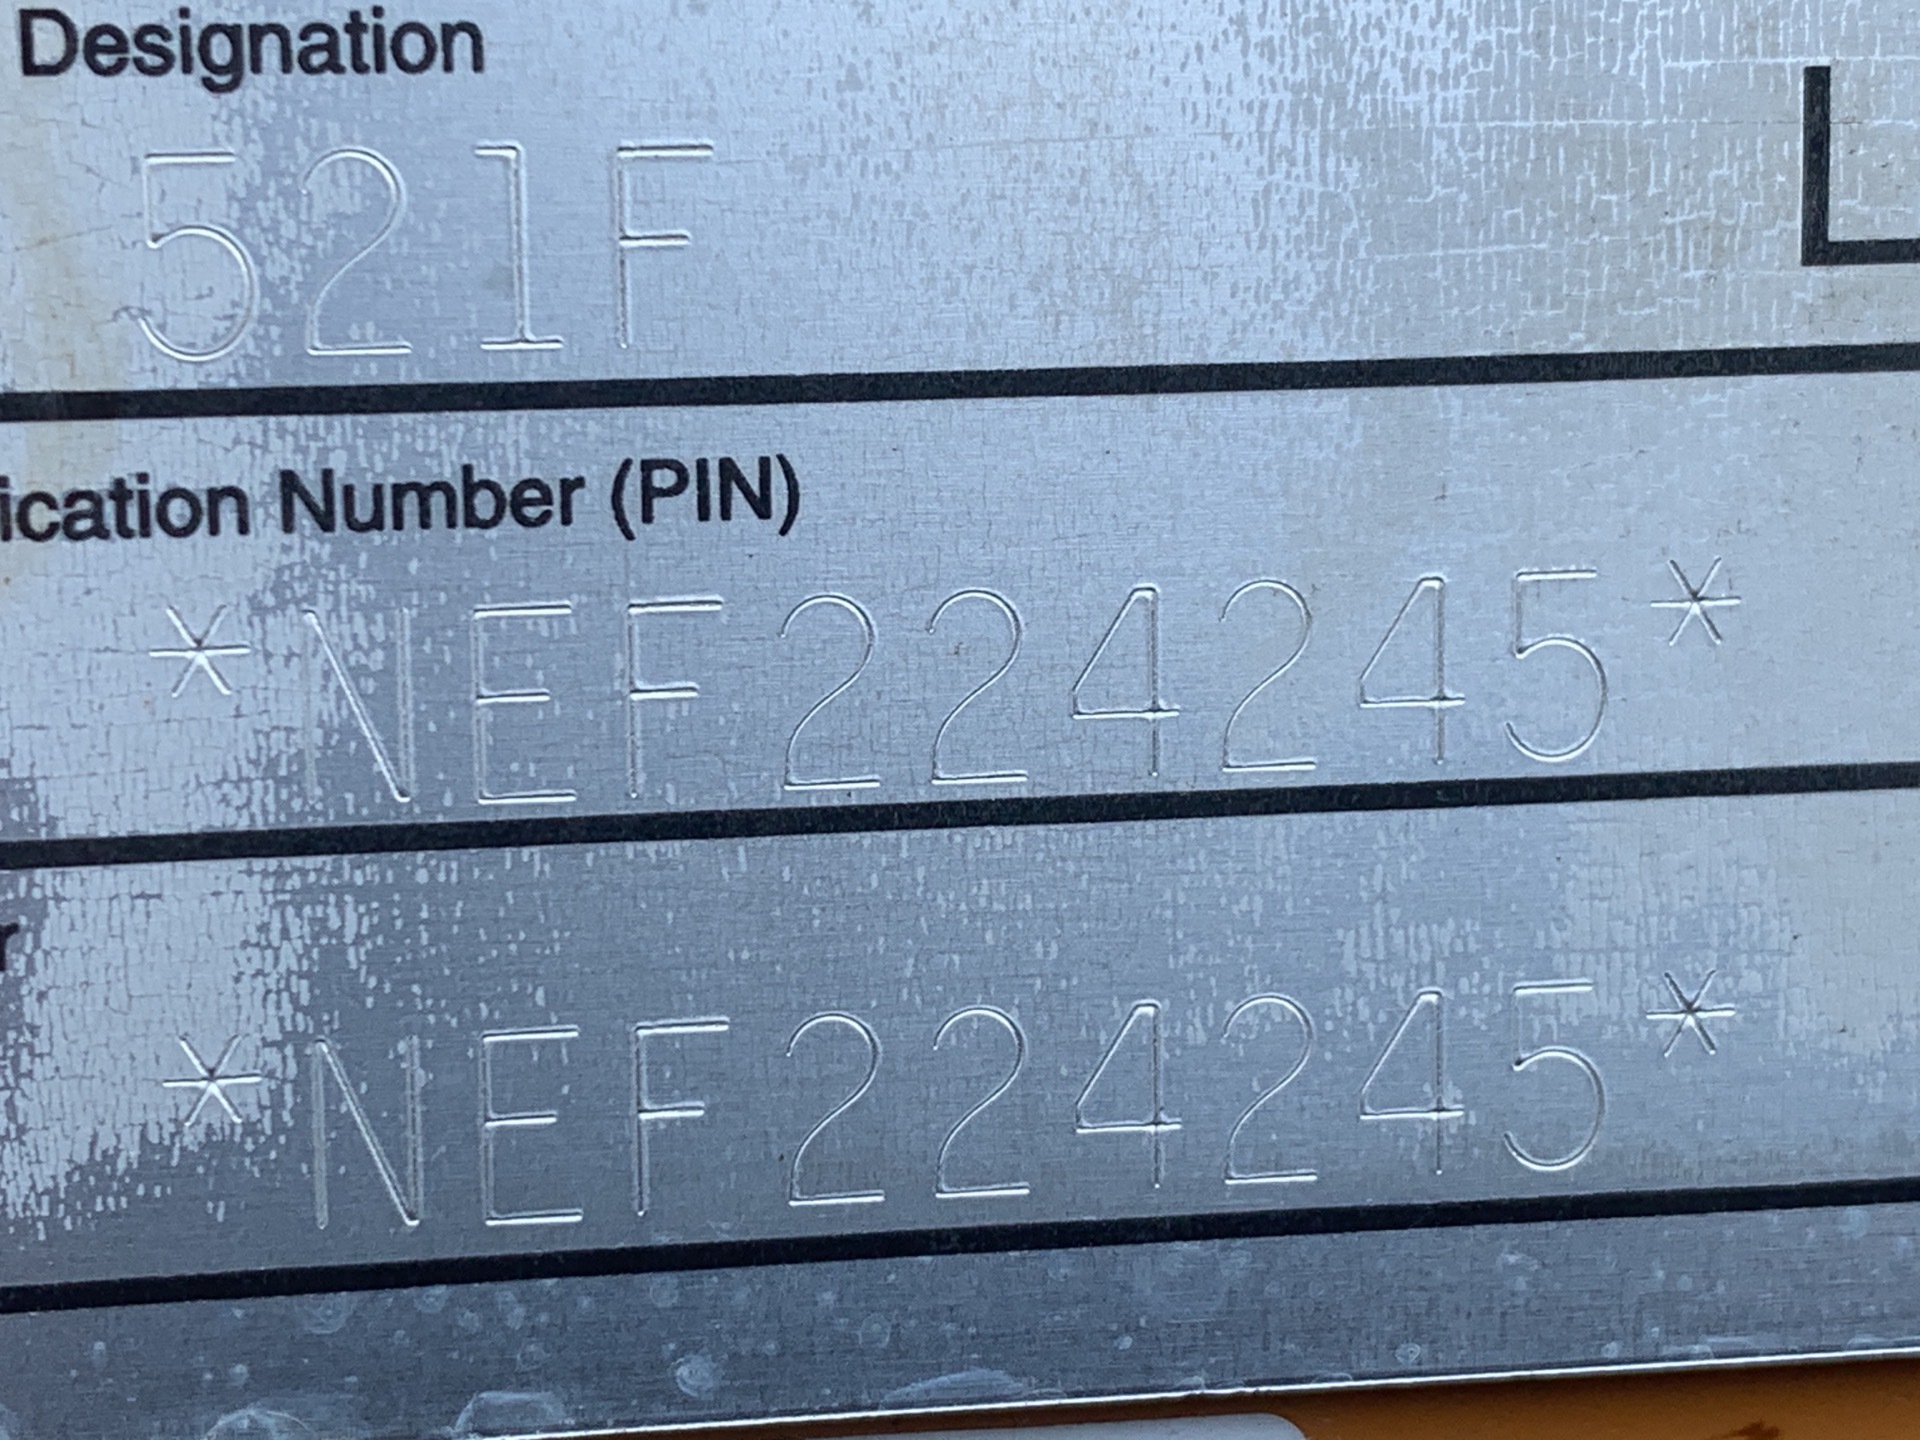 Designation
521F
ication Number (PIN)
*NEF224245*
r
*NEF224245*